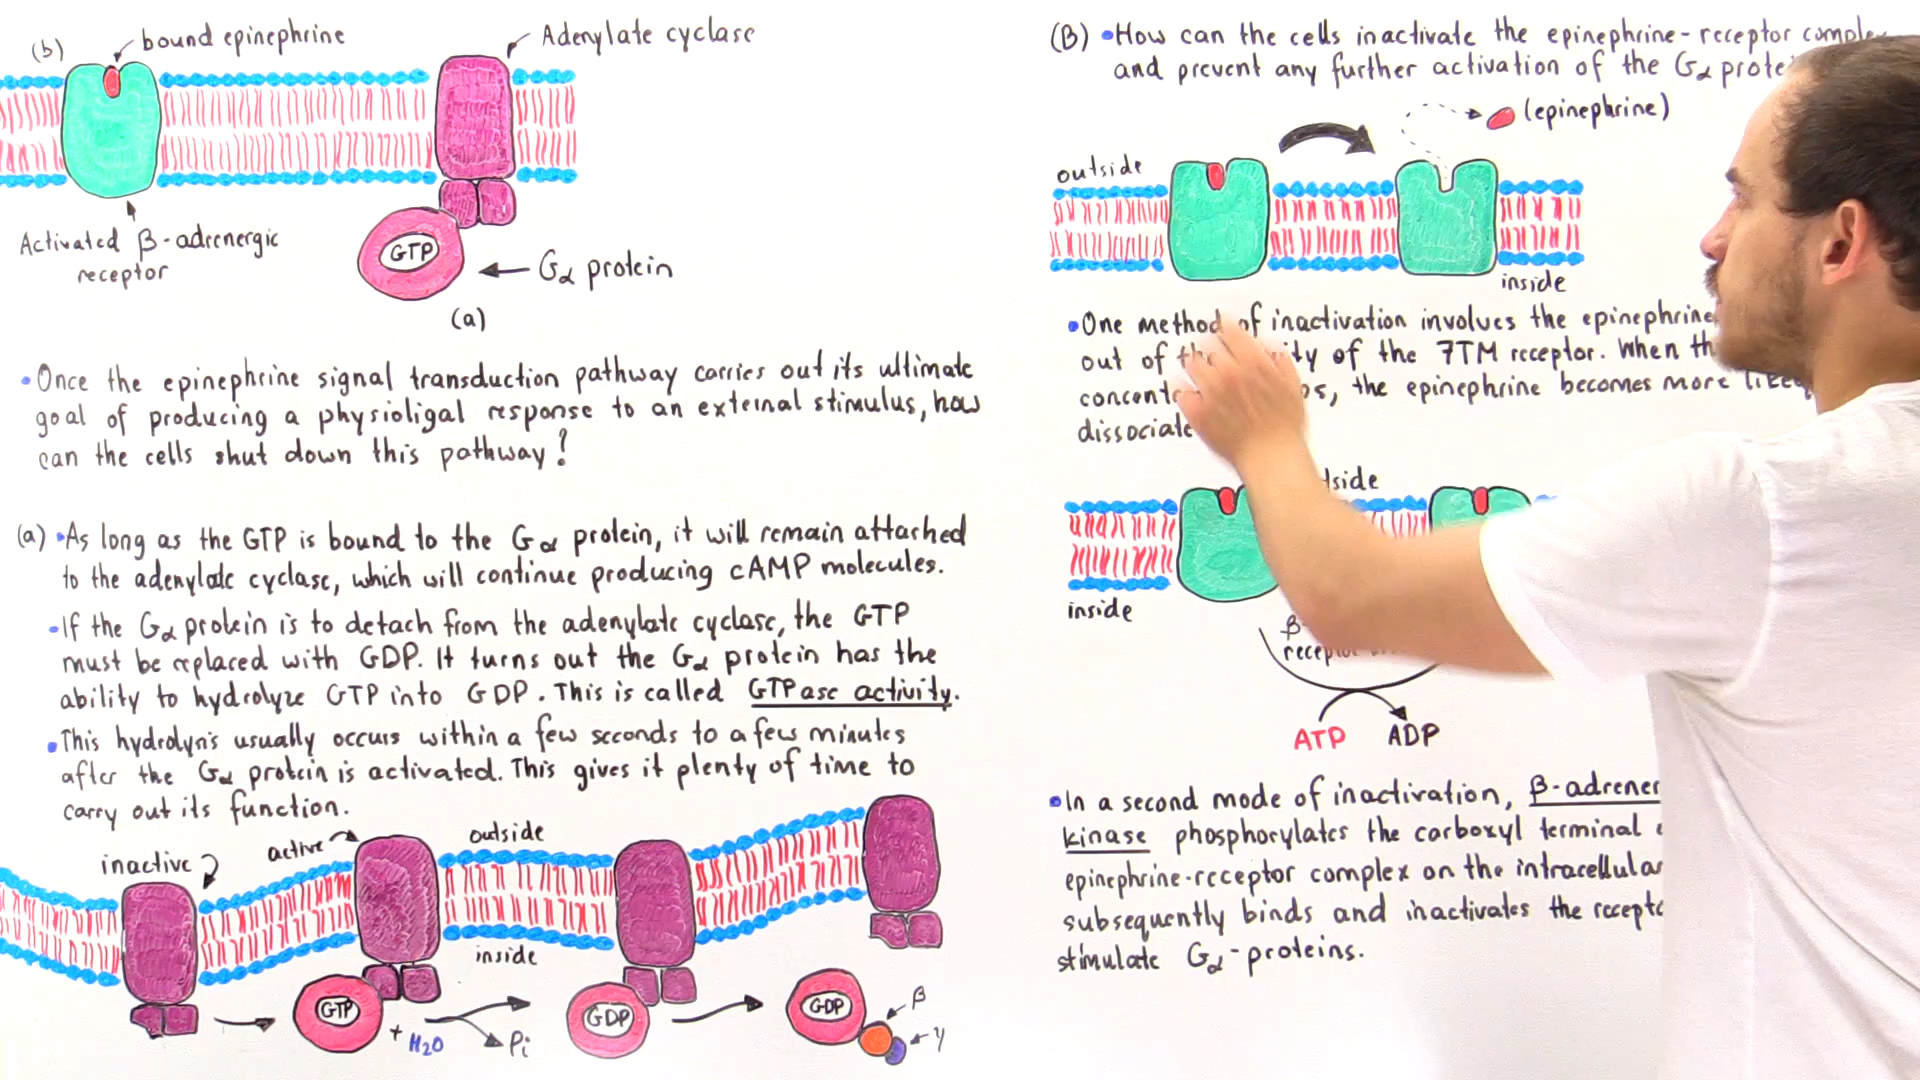 (b)
bound epinephrine
Adenylate cyclase
Activated β-adrenergic
receptor
GTP
Gα protein
(a)
• Once the epinephrine signal transduction pathway carries out its ultimate
goal of producing a physioligal response to an external stimulus, how
can the cells shut down this pathway?
(a) • As long as the GTP is bound to the Gα protein, it will remain attached
to the adenylate cyclase, which will continue producing cAMP molecules.
• If the Gα protein is to detach from the adenylate cyclase, the GTP
must be replaced with GDP. It turns out the Gα protein has the
ability to hydrolyze GTP into GDP. This is called GTPase activity.
• This hydrolysis usually occurs within a few seconds to a few minutes
after the Gα protein is activated. This gives it plenty of time to
carry out its function.
inactive
active
outside
inside
GTP
+ H2O
Pi
GDP
GDP
β
γ
(B) • How can the cells inactivate the epinephrine-receptor
and prevent any further activation of the Gα
(epinephrine)
outside
inside
• One method of inactivation involves the epinephrine
out of the of the 7TM receptor. When
the epinephrine becomes more
dissociate
inside
β
ATP
ADP
• In a second mode of inactivation,
kinase phosphorylates the carboxyl terminal
epinephrine-receptor complex on the
subsequently binds and inactivates the
stimulate Gα-proteins.